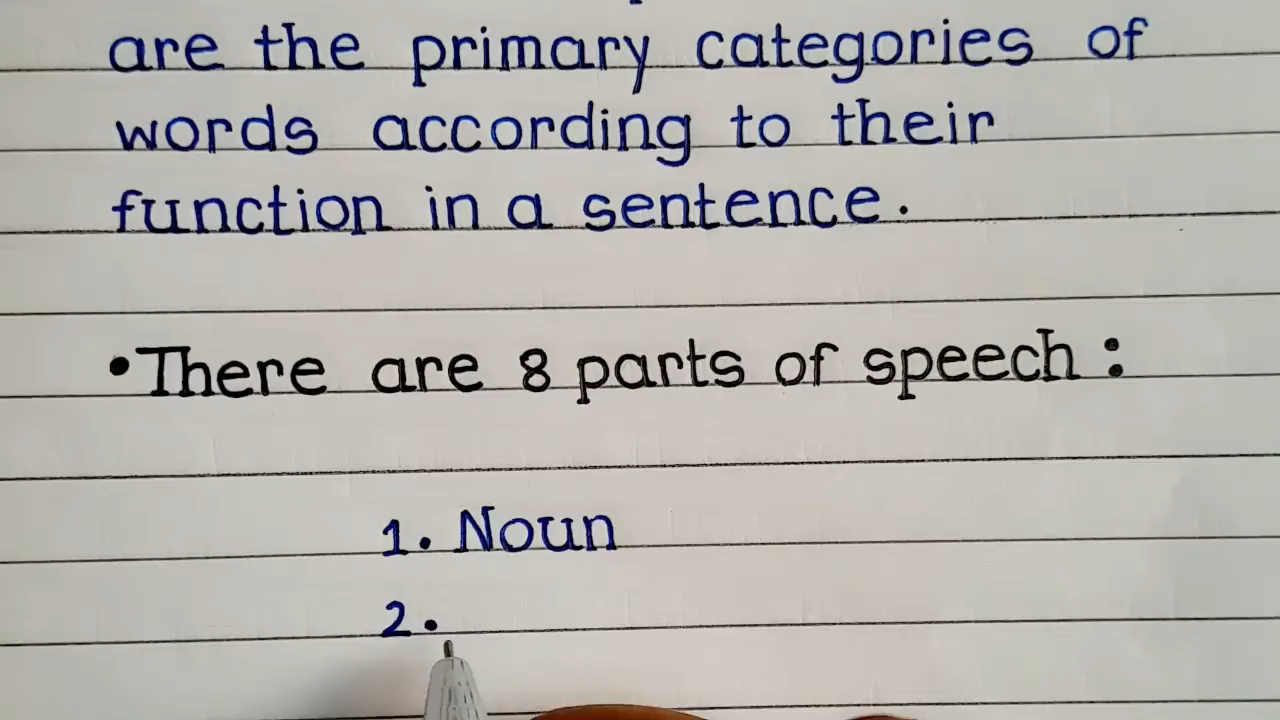 are the primary categories of
words according to their
function in a sentence.
•There are 8 parts of speech :
1. Noun
2.